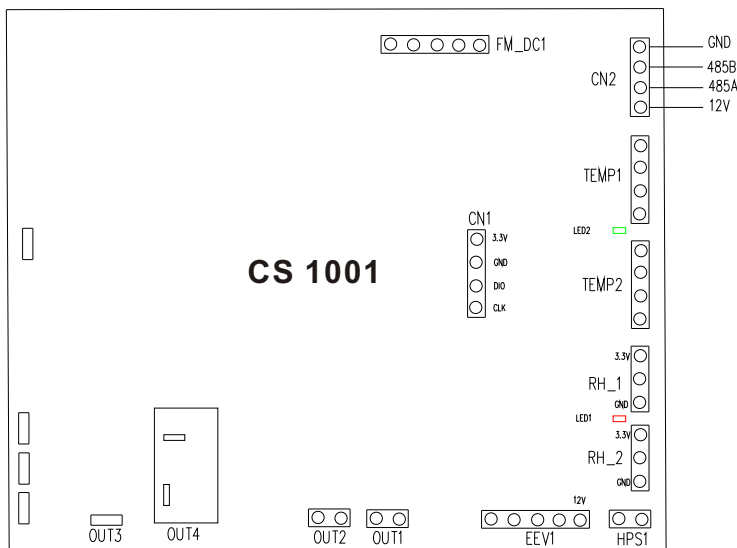 FM_DC1
GND
485B
CN2
485A
12V
TEMP1
CN1
LED2
3.3V
CS 1001
GND
DIO
TEMP2
CLK
3.3V
RH_1
GND
LED1
3.3V
RH_2
GND
12V
OUT3
OUT4
OUT2
OUT1
EEV1
HPS1